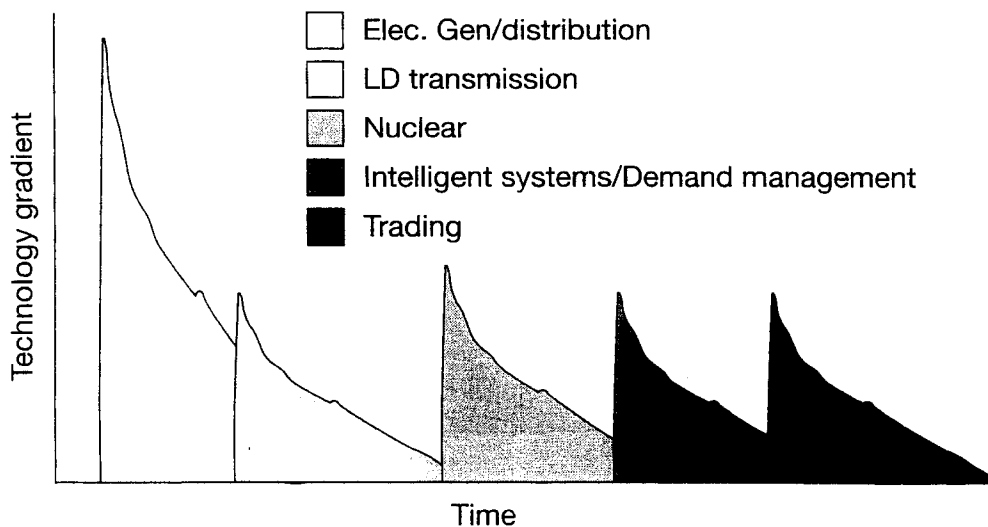 Elec. Gen/distribution
LD transmission
Nuclear
Intelligent systems/Demand management
Trading
Technology gradient
Time